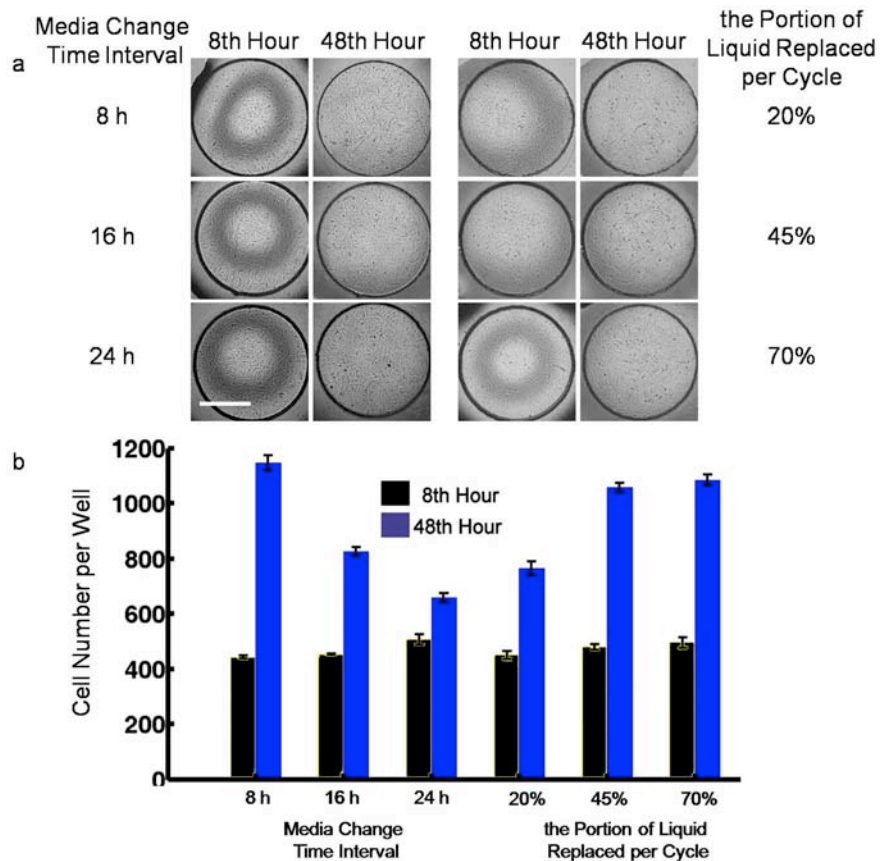 Media Change
Time Interval
8th Hour 48th Hour 8th Hour 48th Hour
the Portion of
Liquid Replaced
per Cycle
a
8 h 20%
16 h 45%
24 h 70%
b
1200
1000
800
600
400
200
0
Cell Number per Well
8th Hour
48th Hour
8 h 16 h 24 h 20% 45% 70%
Media Change
Time Interval
the Portion of Liquid
Replaced per Cycle